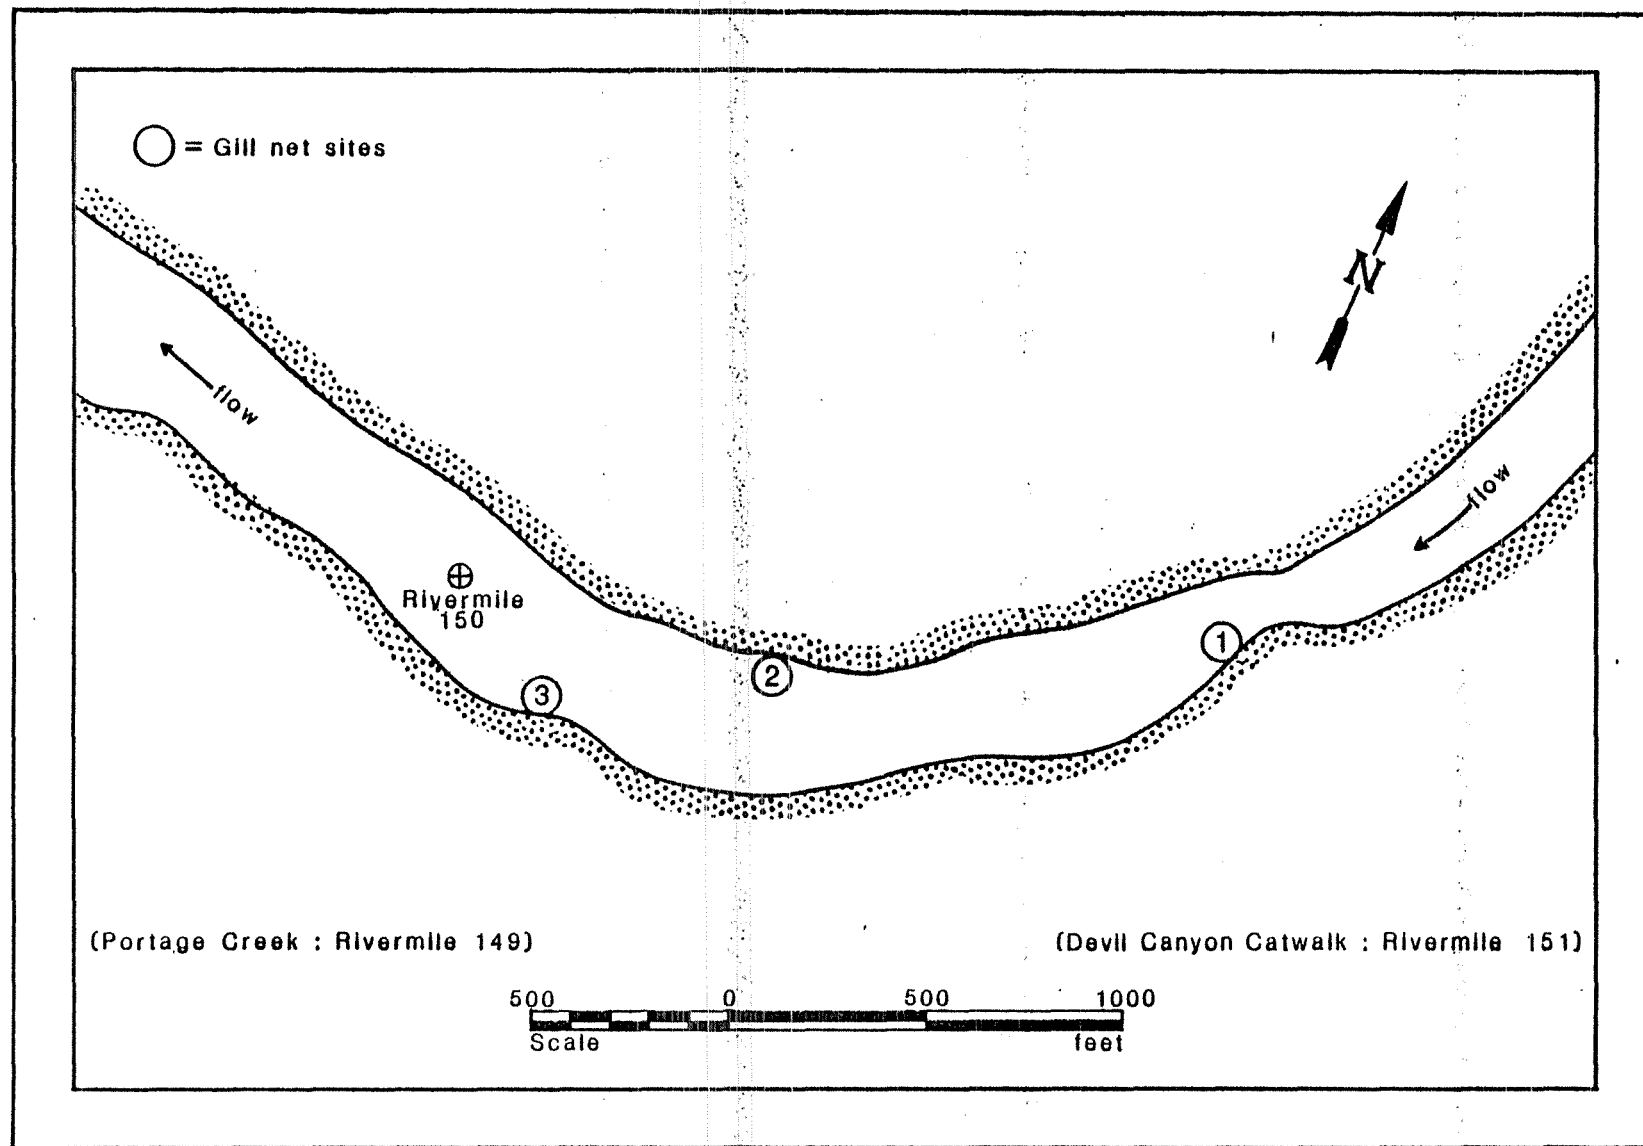 = Gill net sites
N
flow
flow
Rivermile
150
1
2
3
(Portage Creek : Rivermile 149)
(Devil Canyon Catwalk : Rivermile 151)
500 0 500 1000
Scale feet